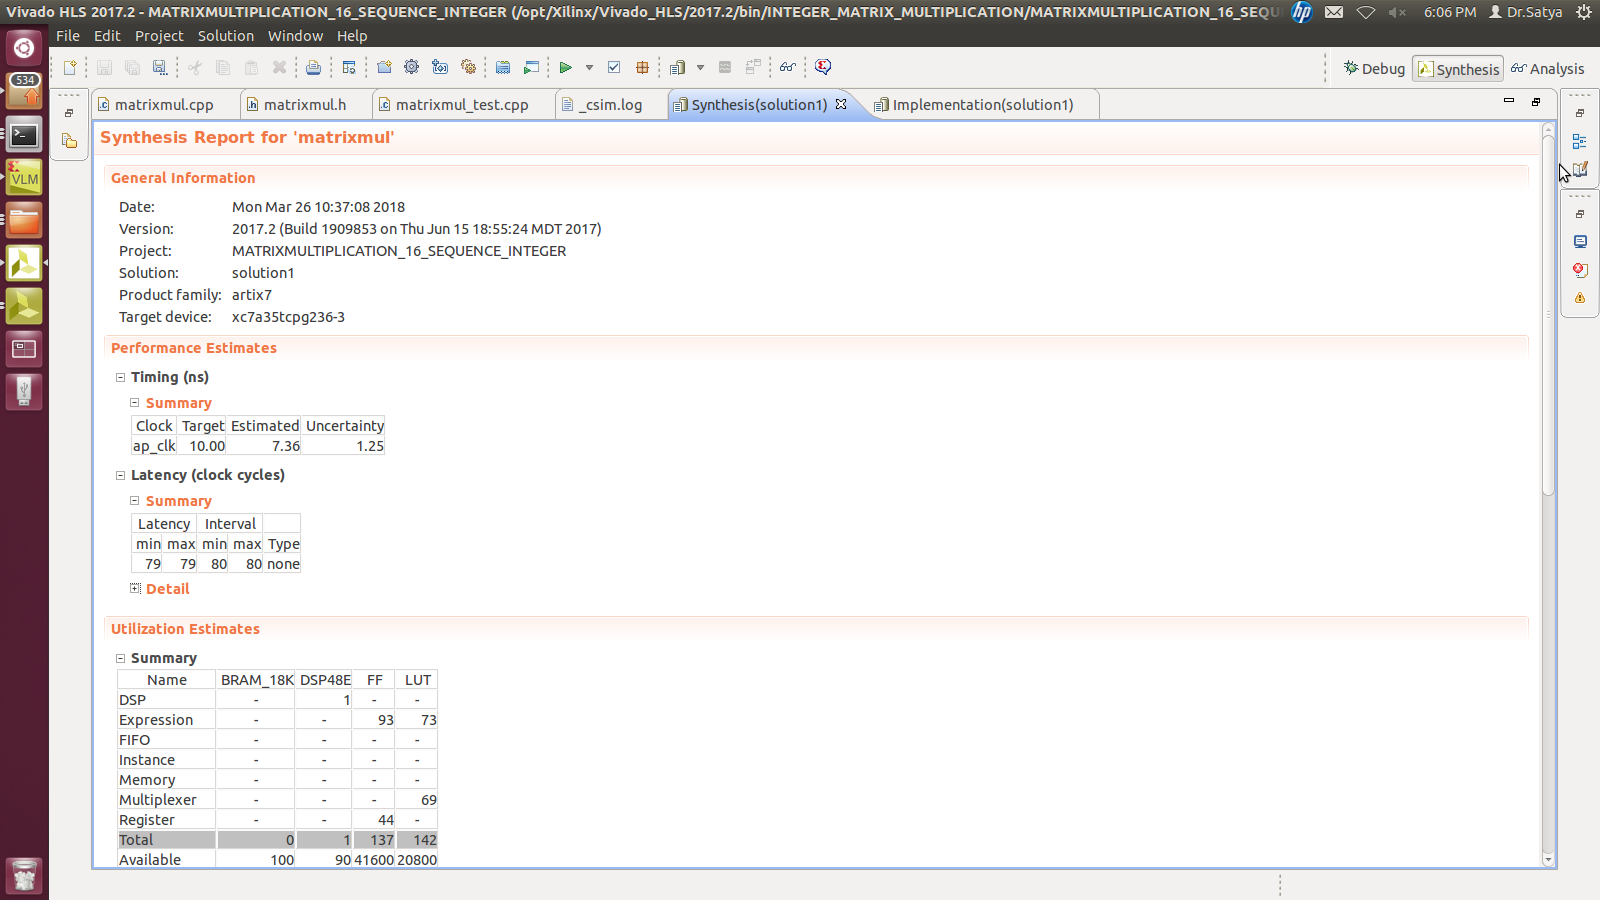 Vivado HLS 2017.2 - MATRIXMULTIPLICATION_16_SEQUENCE_INTEGER (/opt/Xilinx/Vivado_HLS/2017.2/bin/INTEGER_MATRIX_MULTIPLICATION/MATRIXMULTIPLICATION_16_SEQU hp 6:06 PM Dr.Satya
File Edit Project Solution Window Help
534
Debug Synthesis Analysis
matrixmul.cpp matrixmul.h matrixmul_test.cpp _csim.log Synthesis(solution1) Implementation(solution1)
VLM
Synthesis Report for 'matrixmul'
General Information
Date: Mon Mar 26 10:37:08 2018
Version: 2017.2 (Build 1909853 on Thu Jun 15 18:55:24 MDT 2017)
Project: MATRIXMULTIPLICATION_16_SEQUENCE_INTEGER
Solution: solution1
Product family: artix7
Target device: xc7a35tcpg236-3
Performance Estimates
Timing (ns)
Summary
Clock Target Estimated Uncertainty
ap_clk 10.00 7.36 1.25
Latency (clock cycles)
Summary
Latency Interval
min max min max Type
79 79 80 80 none
Detail
Utilization Estimates
Summary
Name BRAM_18K DSP48E FF LUT
DSP - 1 - -
Expression - - 93 73
FIFO - - - -
Instance - - - -
Memory - - - -
Multiplexer - - - 69
Register - - 44 -
Total 0 1 137 142
Available 100 90 41600 20800